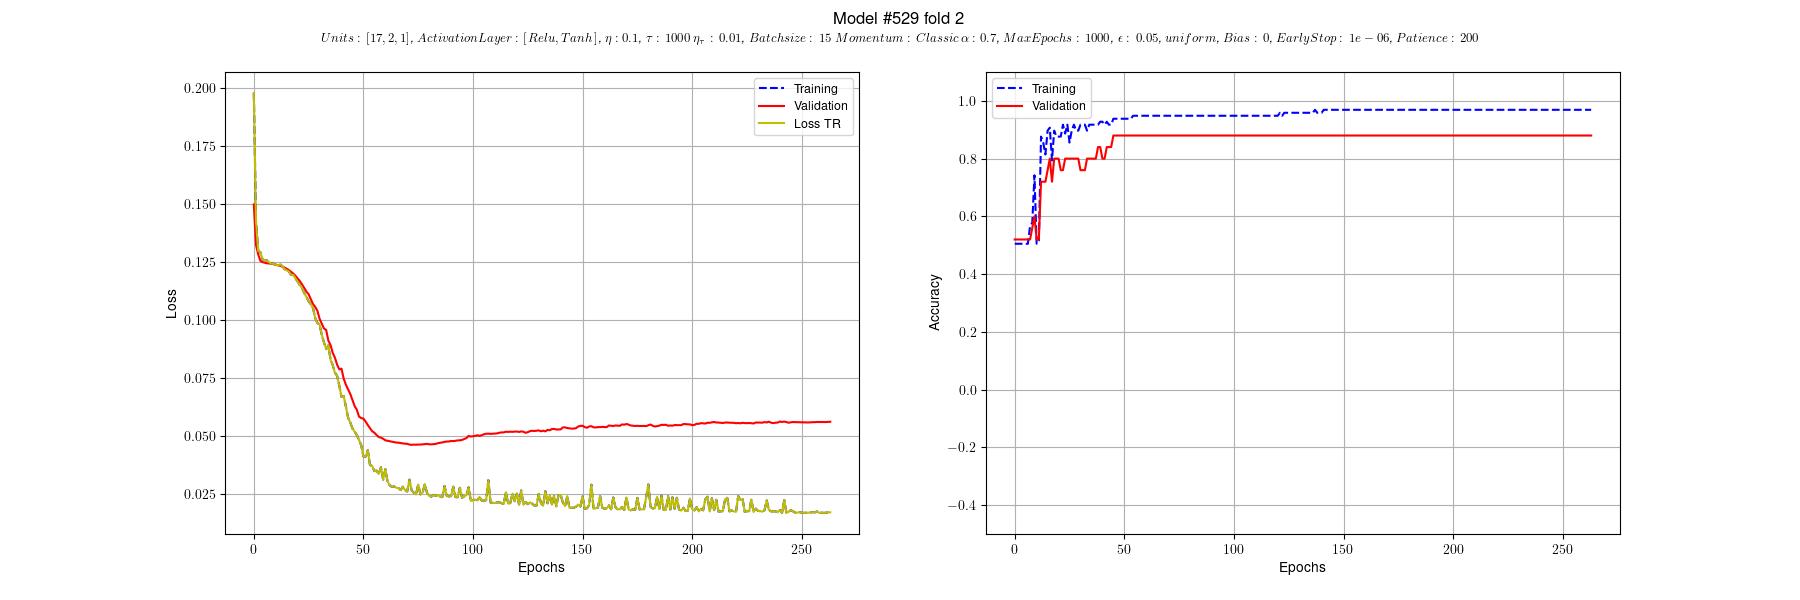 Model #529 fold 2
Units : [17, 2, 1], ActivationLayer : [Relu, Tanh], η : 0.1, τ : 1000 ητ : 0.01, Batchsize : 15 Momentum : Classic α : 0.7, MaxEpochs : 1000, ϵ : 0.05, uniform, Bias : 0, EarlyStop : 1e − 06, Patience : 200
Loss
0.200
0.175
0.150
0.125
0.100
0.075
0.050
0.025
0 50 100 150 200 250
Epochs
Training
Validation
Loss TR
Accuracy
1.0
0.8
0.6
0.4
0.2
0.0
−0.2
−0.4
0 50 100 150 200 250
Epochs
Training
Validation